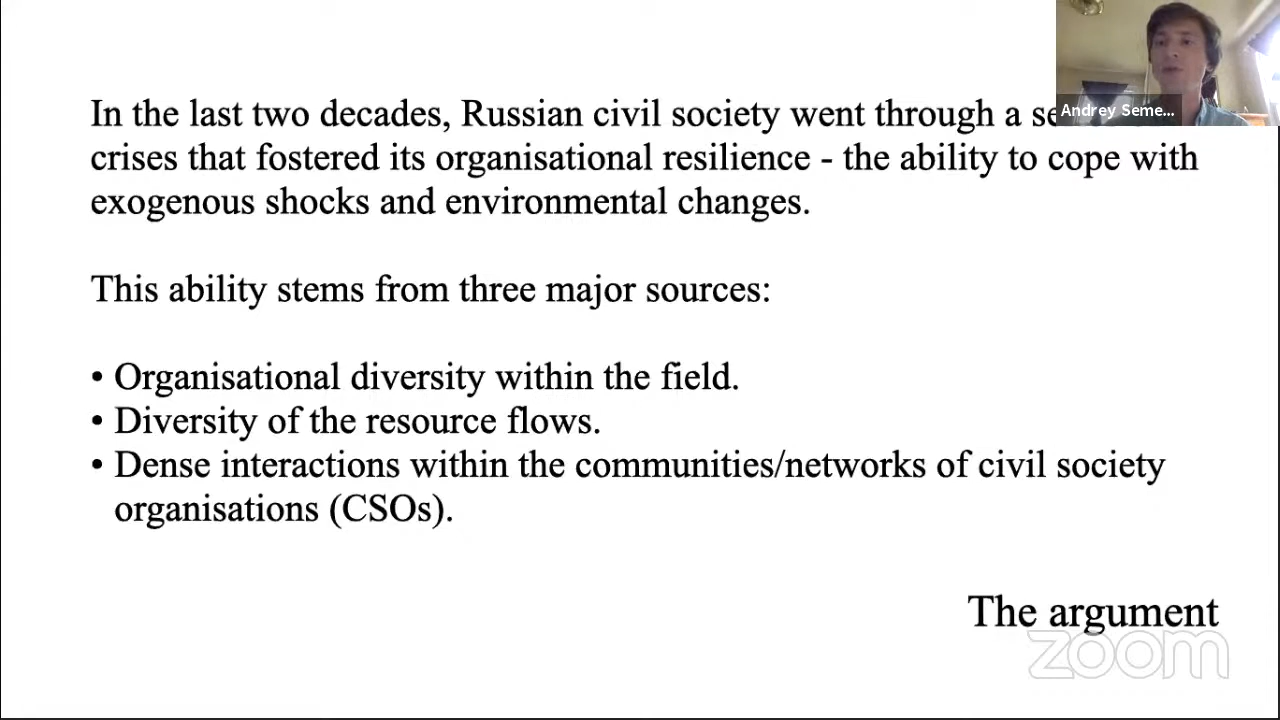 In the last two decades, Russian civil society went through a se
crises that fostered its organisational resilience - the ability to cope with
exogenous shocks and environmental changes.
This ability stems from three major sources:
• Organisational diversity within the field.
• Diversity of the resource flows.
• Dense interactions within the communities/networks of civil society
organisations (CSOs).
The argument
zoom
Andrey Seme...